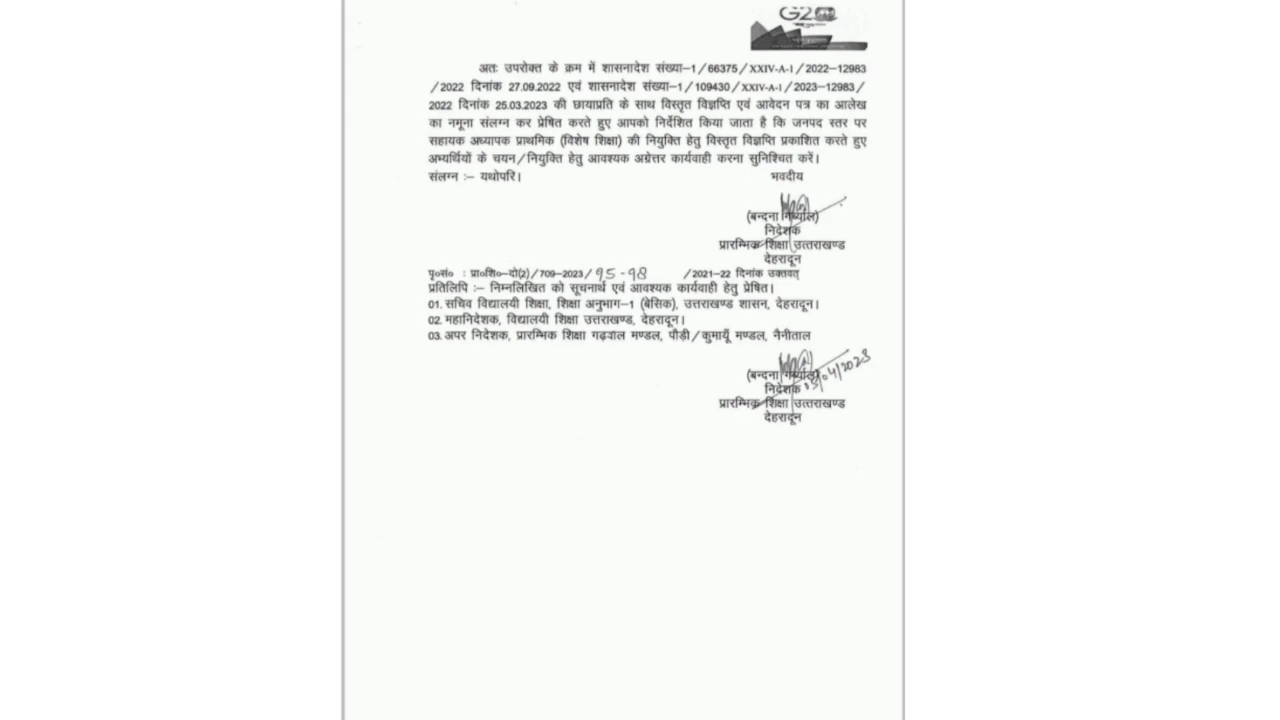 G20
अतः उपरोक्त के क्रम में शासनादेश संख्या–1/66375/XXIV-A-I/2022–12983
/2022 दिनांक 27.09.2022 एवं शासनादेश संख्या–1/109430/XXIV-A-I/2023–12983/
2022 दिनांक 25.03.2023 की छायाप्रति के साथ विस्तृत विज्ञप्ति एवं आवेदन पत्र का आलेख
का नमूना संलग्न कर प्रेषित करते हुए आपको निर्देशित किया जाता है कि जनपद स्तर पर
सहायक अध्यापक प्राथमिक (विशेष शिक्षा) की नियुक्ति हेतु विस्तृत विज्ञप्ति प्रकाशित करते हुए
अभ्यर्थियों के चयन/नियुक्ति हेतु आवश्यक अग्रेत्तर कार्यवाही करना सुनिश्चित करें।
संलग्न :– यथोपरि। भवदीय
(बन्दना गर्ब्याल)
निदेशक
प्रारम्भिक शिक्षा उत्तराखण्ड
देहरादून
पृ०सं० : प्रा०शि०–दो(2)/709–2023/95-98 /2021–22 दिनांक उक्तवत्
प्रतिलिपि :– निम्नलिखित को सूचनार्थ एवं आवश्यक कार्यवाही हेतु प्रेषित।
01. सचिव विद्यालयी शिक्षा, शिक्षा अनुभाग–1 (बेसिक), उत्तराखण्ड शासन, देहरादून।
02. महानिदेशक, विद्यालयी शिक्षा उत्तराखण्ड, देहरादून।
03. अपर निदेशक, प्रारम्भिक शिक्षा गढ़वाल मण्डल, पौड़ी/कुमायूँ मण्डल, नैनीताल
(बन्दना गर्ब्याल)
निदेशक
प्रारम्भिक शिक्षा उत्तराखण्ड
देहरादून